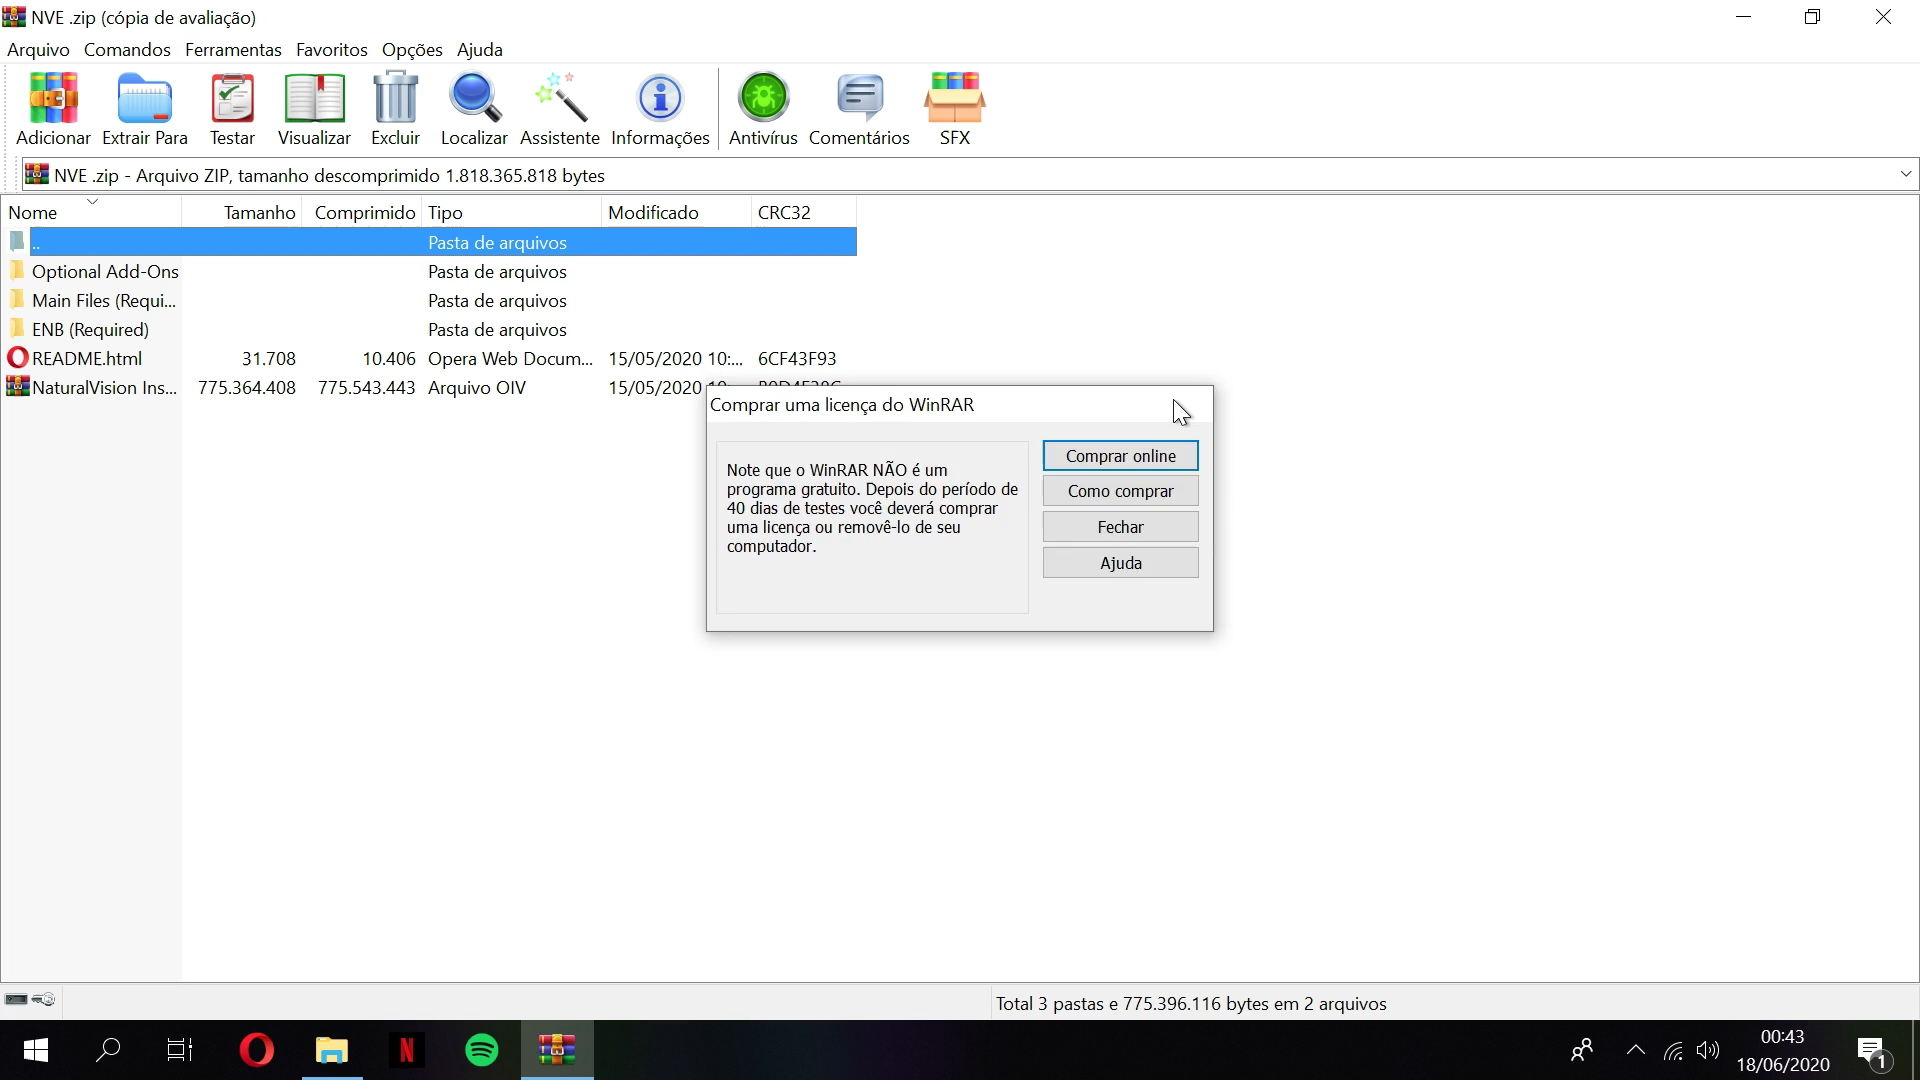 NVE .zip (cópia de avaliação)
Arquivo Comandos Ferramentas Favoritos Opções Ajuda
Adicionar Extrair Para Testar Visualizar Excluir Localizar Assistente Informações Antivírus Comentários SFX
NVE .zip - Arquivo ZIP, tamanho descomprimido 1.818.365.818 bytes
Nome Tamanho Comprimido Tipo Modificado CRC32
.. Pasta de arquivos
Optional Add-Ons Pasta de arquivos
Main Files (Requi... Pasta de arquivos
ENB (Required) Pasta de arquivos
README.html 31.708 10.406 Opera Web Docum... 15/05/2020 10:... 6CF43F93
NaturalVision Ins... 775.364.408 775.543.443 Arquivo OIV 15/05/2020
Comprar uma licença do WinRAR
Note que o WinRAR NÃO é um
programa gratuito. Depois do período de
40 dias de testes você deverá comprar
uma licença ou removê-lo de seu
computador.
Comprar online
Como comprar
Fechar
Ajuda
Total 3 pastas e 775.396.116 bytes em 2 arquivos
N
00:43
18/06/2020
1